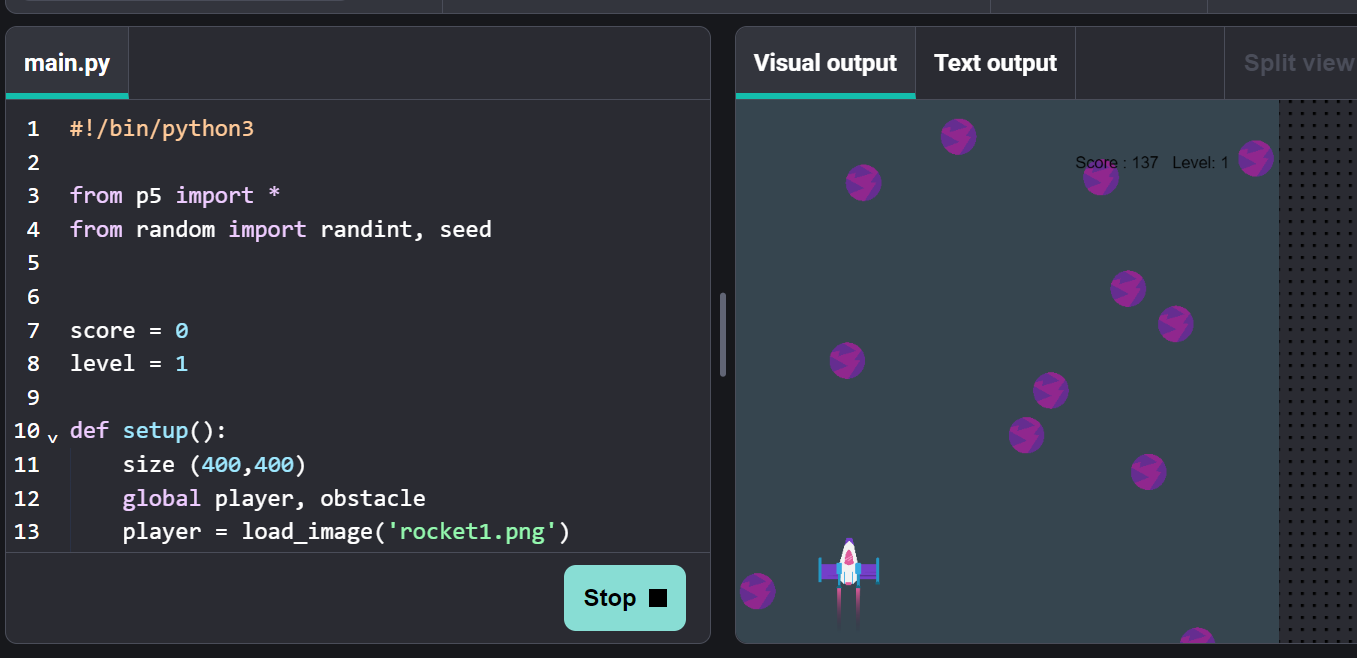 main.py
1 #!/bin/python3
2
3 from p5 import *
4 from random import randint, seed
5
6
7 score = 0
8 level = 1
9
10 def setup():
11 size (400,400)
12 global player, obstacle
13 player = load_image('rocket1.png')
Stop
Visual output Text output Split view
Score : 137 Level: 1